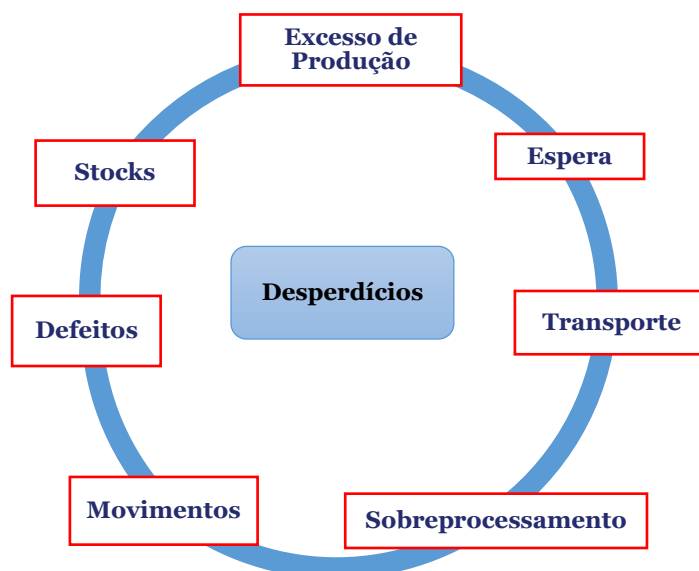 Excesso de
Produção
Espera
Stocks
Desperdícios
Transporte
Defeitos
Movimentos
Sobreprocessamento